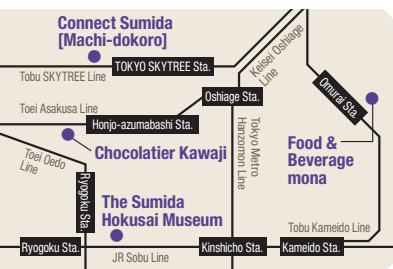 Connect Sumida
[Machi-dokoro]
TOKYO SKYTREE Sta.
Tobu SKYTREE Line
Keisei Oshiage
Line
Oshiage Sta.
Omurai Sta.
Toei Asakusa Line
Honjo-azumabashi Sta.
Tokyo Metro
Hanzomon Line
Toei Oedo
Line
Chocolatier Kawaji
Food &
Beverage
mona
Ryogoku Sta.
The Sumida
Hokusai Museum
Tobu Kameido Line
Ryogoku Sta.
JR Sobu Line
Kinshicho Sta.
Kameido Sta.